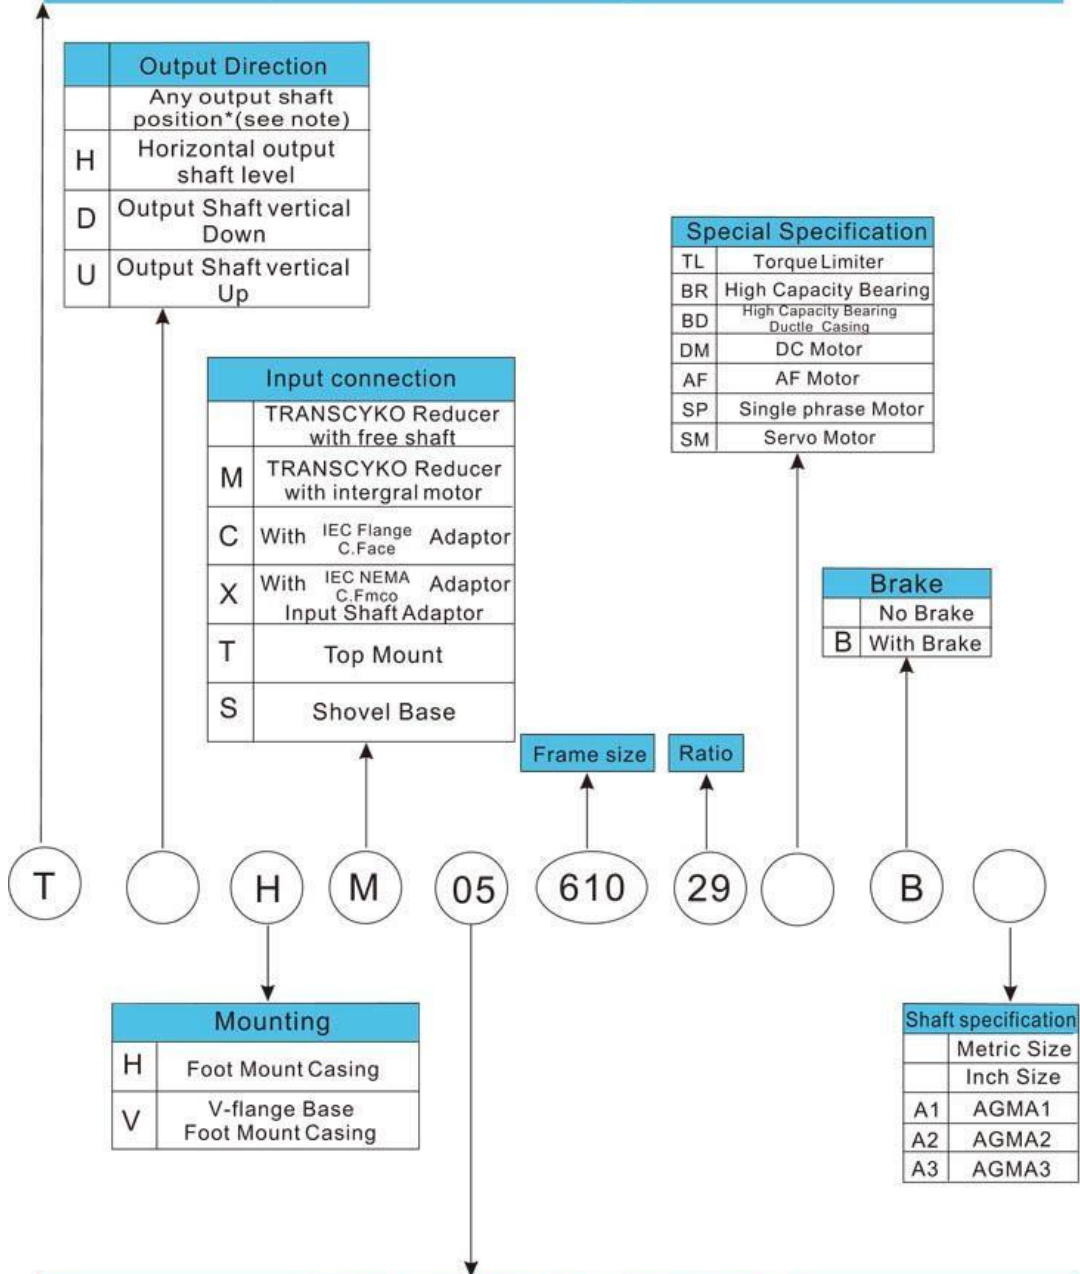 Output Direction
Any output shaft
position*(see note)
H Horizontal output
shaft level
D Output Shaft vertical
Down
U Output Shaft vertical
Up
Special Specification
TL Torque Limiter
BR High Capacity Bearing
BD High Capacity Bearing
Ductle Casing
DM DC Motor
AF AF Motor
SP Single phrase Motor
SM Servo Motor
Input connection
TRANSCYKO Reducer
with free shaft
M TRANSCYKO Reducer
with intergral motor
C With IEC Flange Adaptor
C.Face
X With IEC NEMA Adaptor
C.Fmco
Input Shaft Adaptor
T Top Mount
S Shovel Base
Brake
No Brake
B With Brake
Frame size
Ratio
T H M 05 610 29 B
Mounting
H Foot Mount Casing
V V-flange Base
Foot Mount Casing
Shaft specification
Metric Size
Inch Size
A1 AGMA1
A2 AGMA2
A3 AGMA3